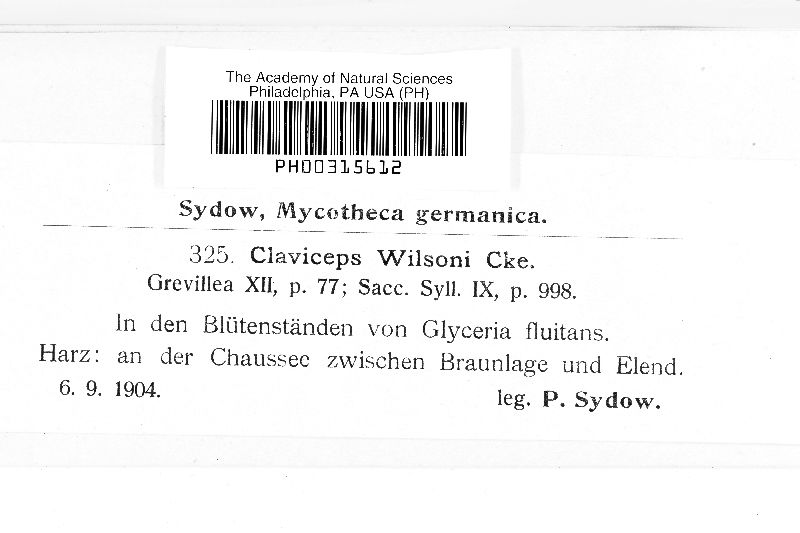 The Academy of Natural Sciences
Philadelphia, PA USA (PH)
PH00315612
Sydow, Mycotheca germanica.
325. Claviceps Wilsoni Cke.
Grevillea XII, p. 77; Sacc. Syll. IX, p. 998.
In den Blütenständen von Glyceria fluitans.
Harz: an der Chaussee zwischen Braunlage und Elend.
6. 9. 1904.
leg. P. Sydow.